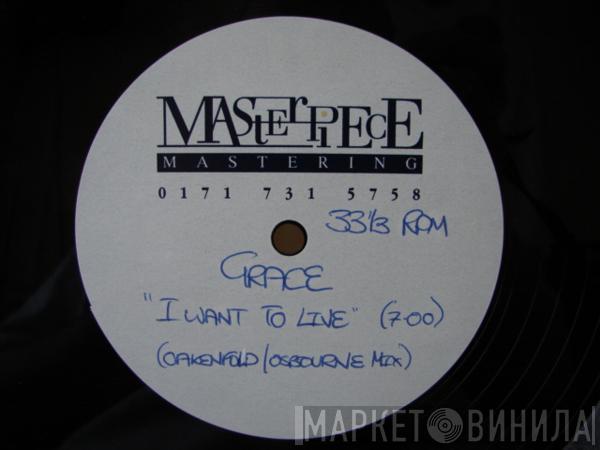 MASTERPIECE
MASTERING
0171 731 5758
33⅓ RPM
GRACE
"I WANT TO LIVE" (7.00)
(OAKENFOLD/OSBOURNE MIX)
МАРКЕТ ВИНИЛА